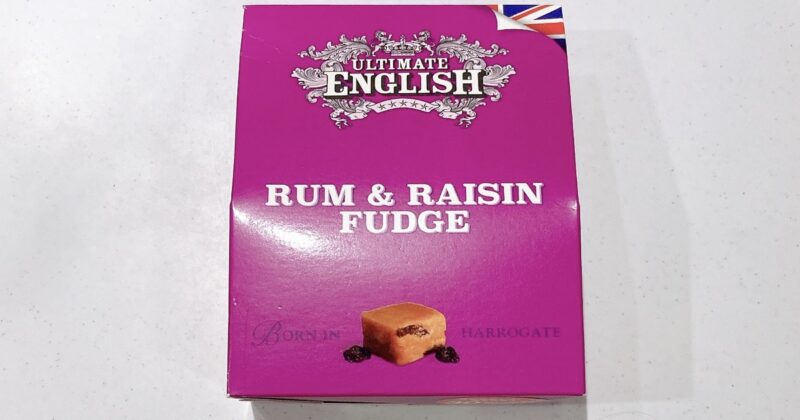 ULTIMATE
ENGLISH
RUM & RAISIN
FUDGE
BORN IN HARROGATE